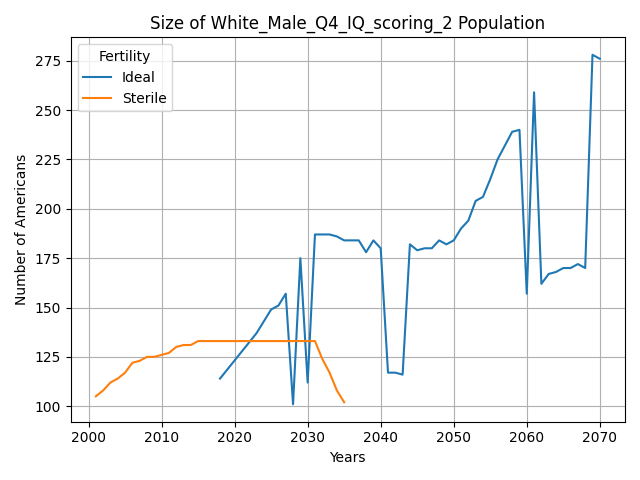 Size of White_Male_Q4_IQ_scoring_2 Population
Fertility
Ideal
Sterile
Number of Americans
275
250
225
200
175
150
125
100
2000 2010 2020 2030 2040 2050 2060 2070
Years